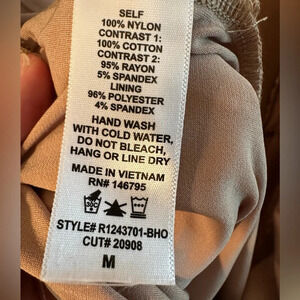 SELF
100% NYLON
CONTRAST 1:
100% COTTON
CONTRAST 2:
95% RAYON
5% SPANDEX
LINING
96% POLYESTER
4% SPANDEX
HAND WASH
WITH COLD WATER,
DO NOT BLEACH,
HANG OR LINE DRY
MADE IN VIETNAM
RN# 146795
STYLE# R1243701-BHO
CUT# 20908
M